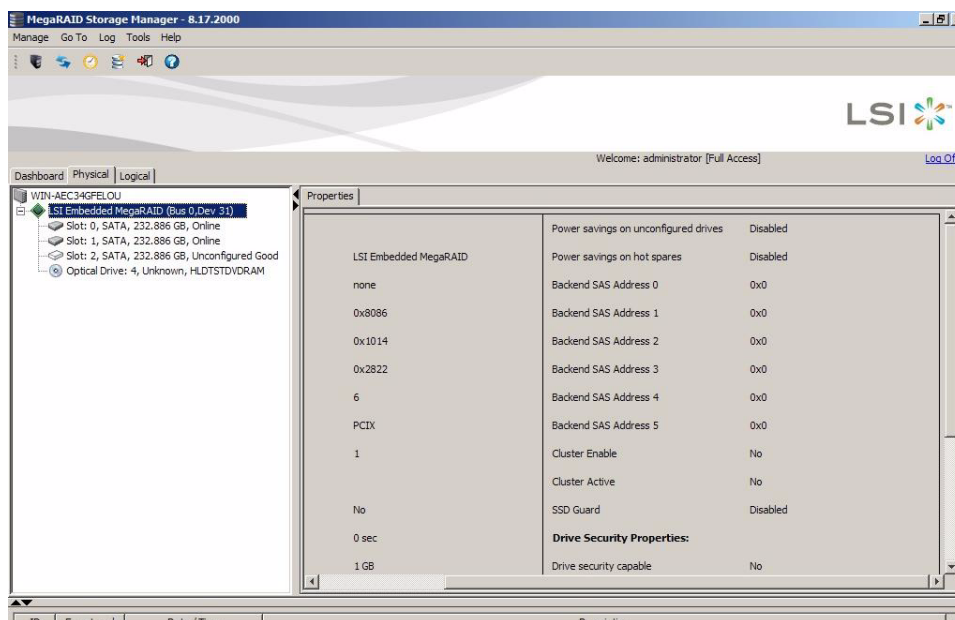 MegaRAID Storage Manager - 8.17.2000
Manage Go To Log Tools Help
LSI
Welcome: administrator [Full Access]
Log Of
Dashboard Physical Logical
WIN-AEC34GFELOU
LSI Embedded MegaRAID (Bus 0,Dev 31)
Slot: 0, SATA, 232.886 GB, Online
Slot: 1, SATA, 232.886 GB, Online
Slot: 2, SATA, 232.886 GB, Unconfigured Good
Optical Drive: 4, Unknown, HLDTSTDVDRAM
Properties
Power savings on unconfigured drives Disabled
LSI Embedded MegaRAID Power savings on hot spares Disabled
none Backend SAS Address 0 0x0
0x8086 Backend SAS Address 1 0x0
0x1014 Backend SAS Address 2 0x0
0x2822 Backend SAS Address 3 0x0
6 Backend SAS Address 4 0x0
PCIX Backend SAS Address 5 0x0
1 Cluster Enable No
Cluster Active No
No SSD Guard Disabled
0 sec Drive Security Properties:
1 GB Drive security capable No